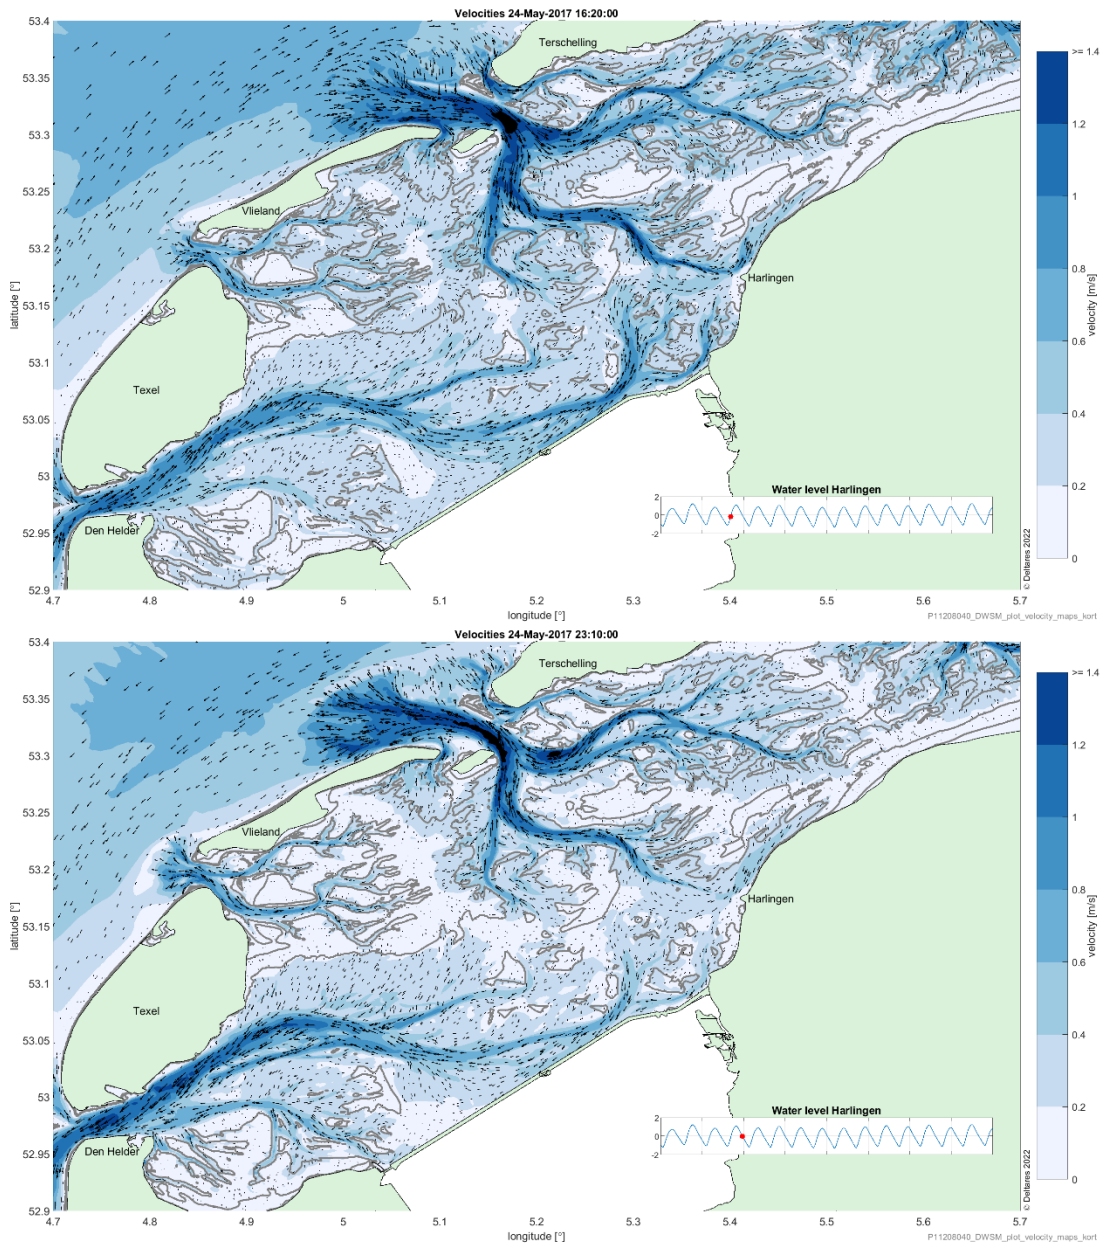 Velocities 24-May-2017 16:20:00
>= 1.4
1.2
1
0.8
0.6
0.4
0.2
0
velocity [m/s]
53.4
53.35
53.3
53.25
53.2
53.15
53.1
53.05
53
52.95
52.9
latitude [°]
Terschelling
Vlieland
Harlingen
Texel
Den Helder
Water level Harlingen
2
0
-2
© Deltares 2022
4.7 4.8 4.9 5 5.1 5.2 5.3 5.4 5.5 5.6 5.7
longitude [°]
P11208040_DWSM_plot_velocity_maps_kort
Velocities 24-May-2017 23:10:00
>= 1.4
1.2
1
0.8
0.6
0.4
0.2
0
velocity [m/s]
53.4
53.35
53.3
53.25
53.2
53.15
53.1
53.05
53
52.95
52.9
latitude [°]
Terschelling
Vlieland
Harlingen
Texel
Den Helder
Water level Harlingen
2
0
-2
© Deltares 2022
4.7 4.8 4.9 5 5.1 5.2 5.3 5.4 5.5 5.6 5.7
longitude [°]
P11208040_DWSM_plot_velocity_maps_kort